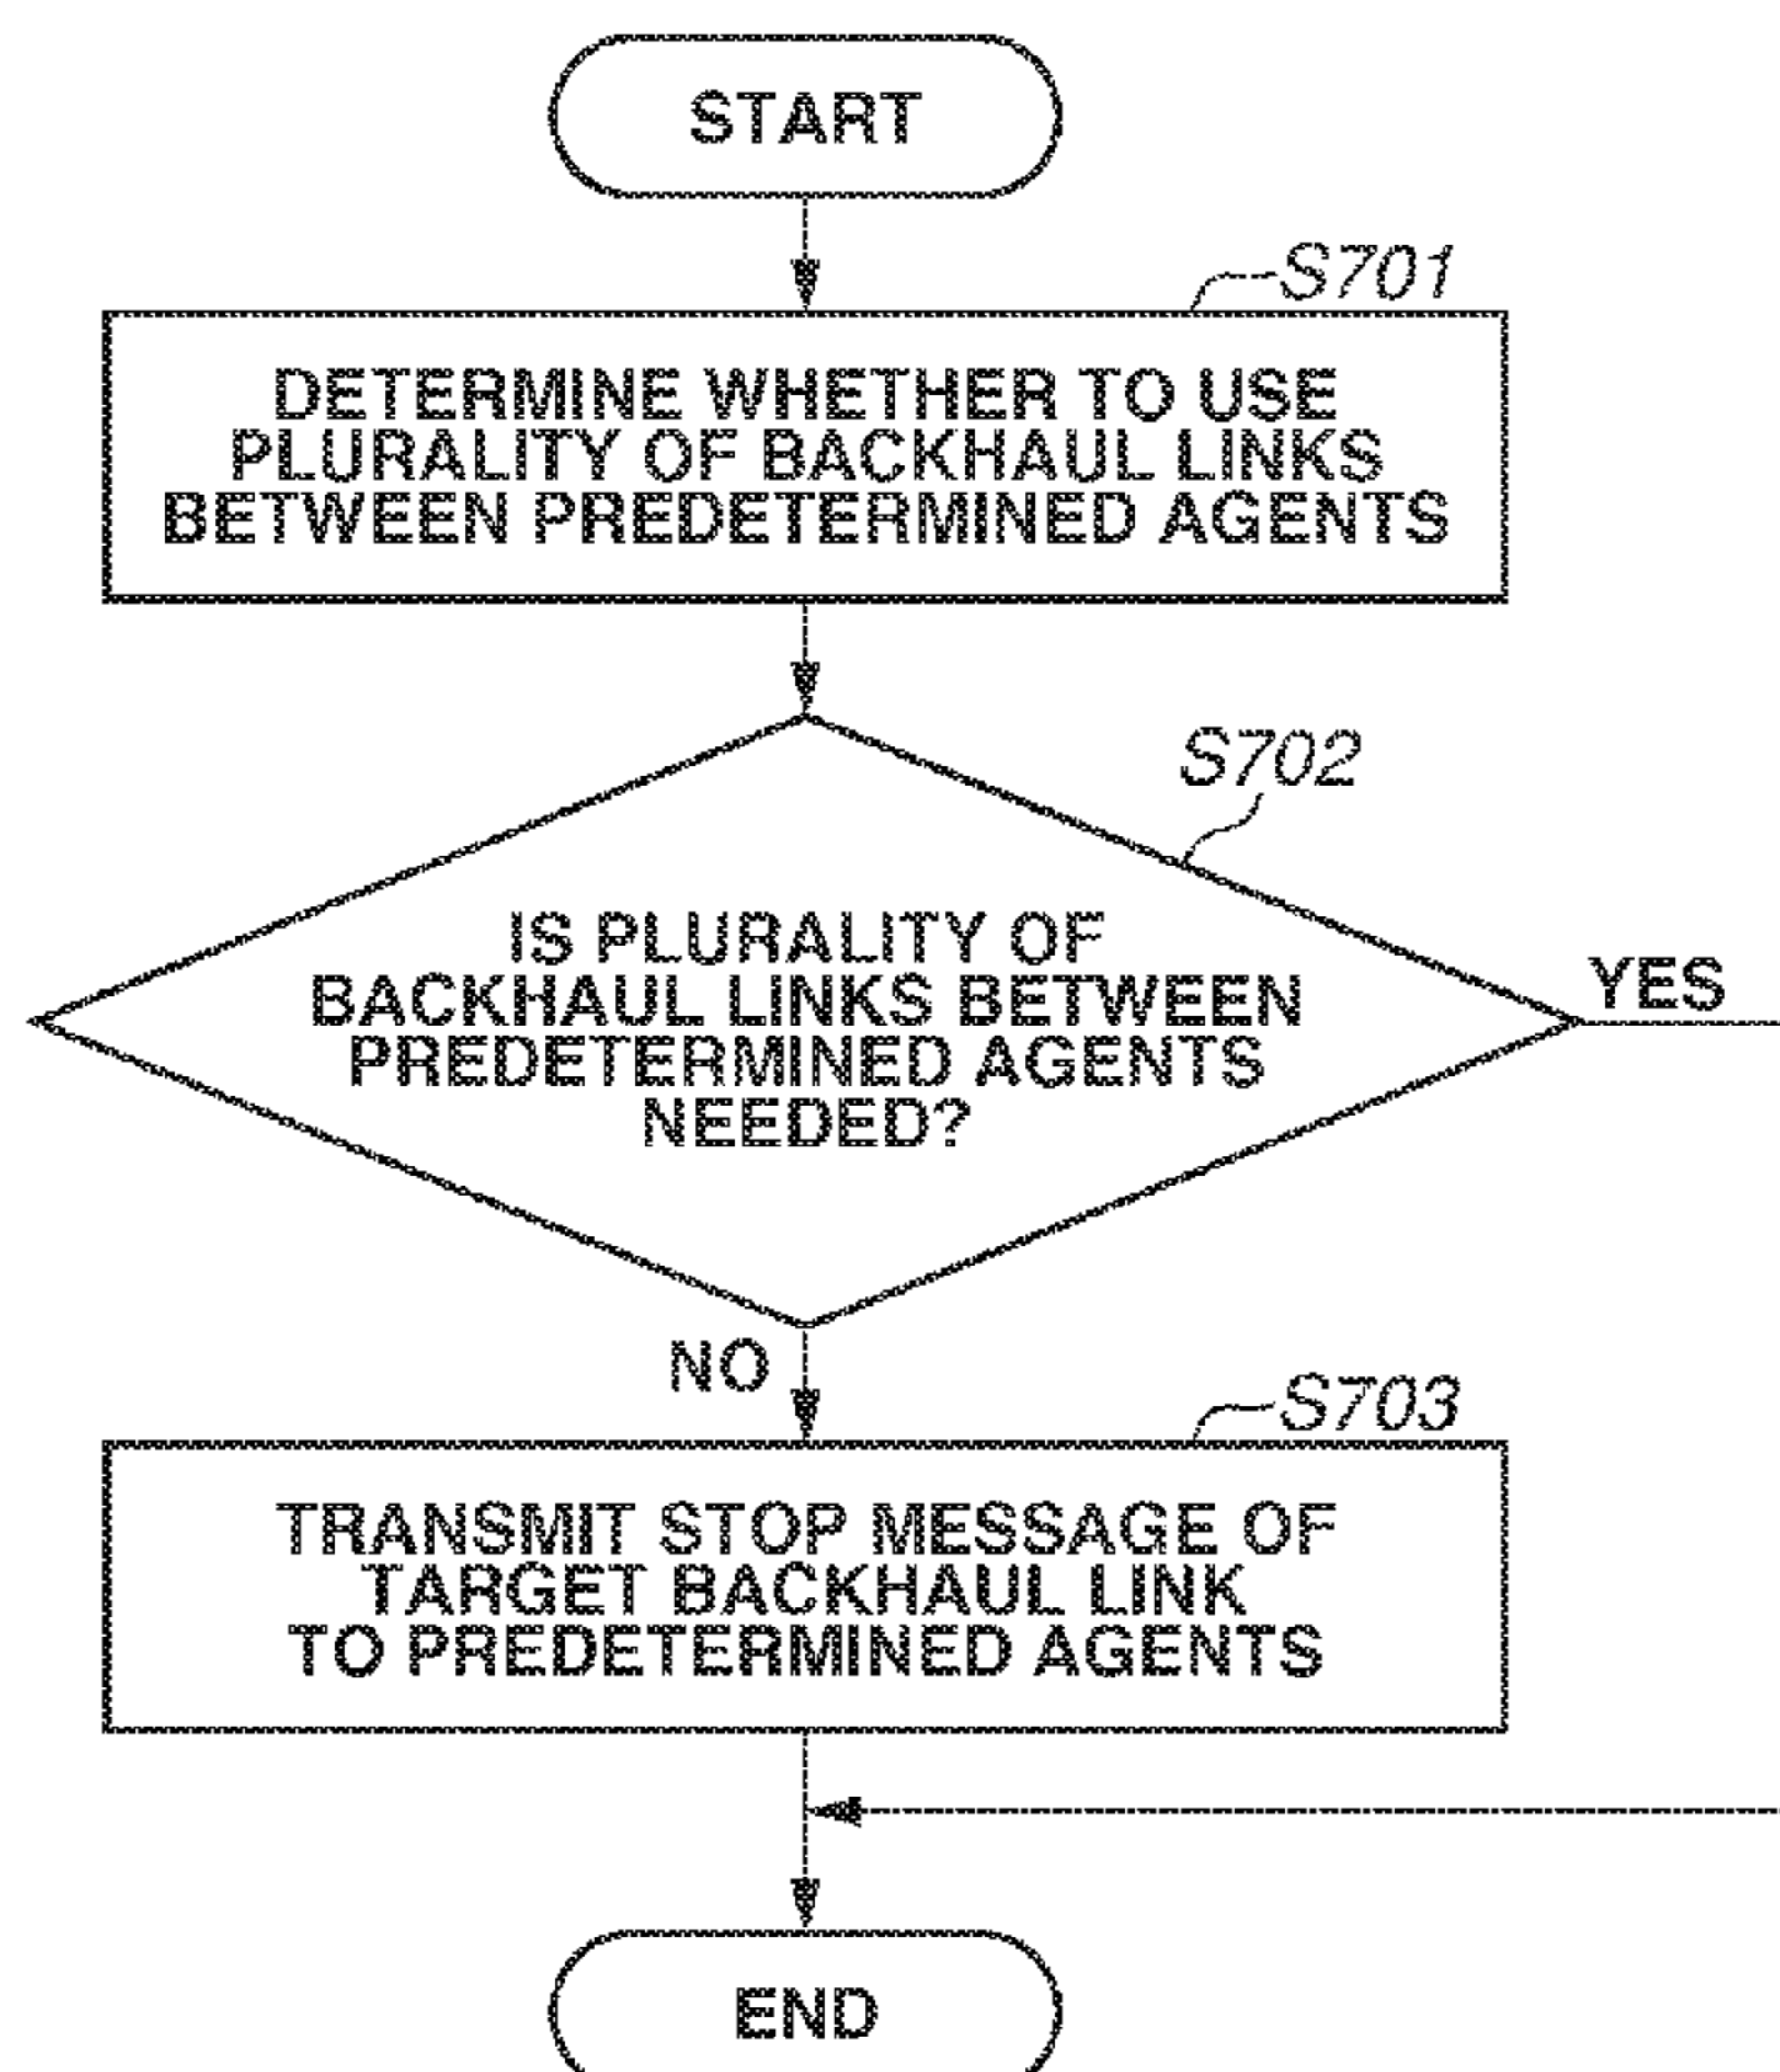 START
S701
DETERMINE WHETHER TO USE
PLURALITY OF BACKHAUL LINKS
BETWEEN PREDETERMINED AGENTS
S702
IS PLURALITY OF
BACKHAUL LINKS BETWEEN
PREDETERMINED AGENTS
NEEDED?
YES
NO
S703
TRANSMIT STOP MESSAGE OF
TARGET BACKHAUL LINK
TO PREDETERMINED AGENTS
END